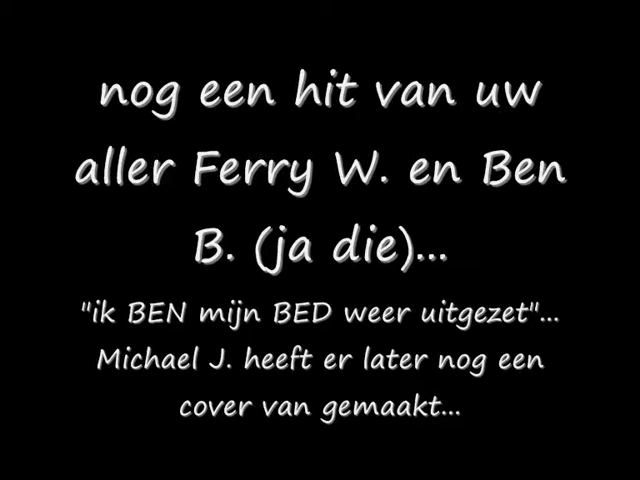 nog een hit van uw
aller Ferry W. en Ben
B. (ja die)...
"ik BEN mijn BED weer uitgezet"...
Michael J. heeft er later nog een
cover van gemaakt...